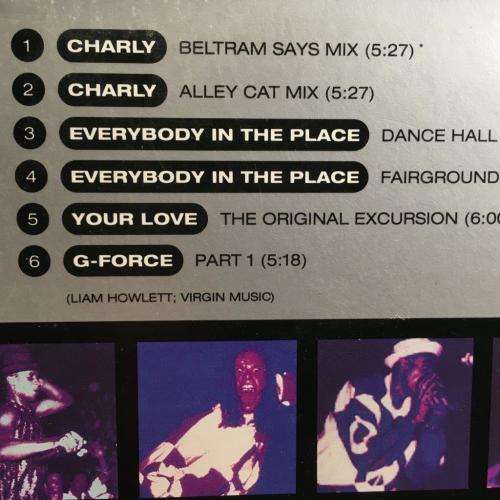 1 CHARLY BELTRAM SAYS MIX (5:27) *
2 CHARLY ALLEY CAT MIX (5:27)
3 EVERYBODY IN THE PLACE DANCE HALL
4 EVERYBODY IN THE PLACE FAIRGROUND
5 YOUR LOVE THE ORIGINAL EXCURSION (6:00
6 G-FORCE PART 1 (5:18)
(LIAM HOWLETT; VIRGIN MUSIC)